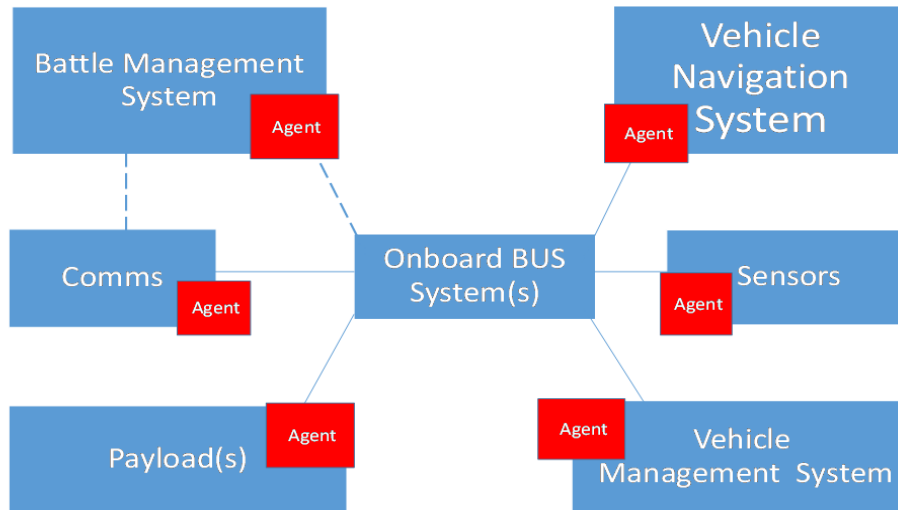 Battle Management
System
Agent
Vehicle
Navigation
System
Agent
Comms
Agent
Onboard BUS
System(s)
Sensors
Agent
Payload(s)
Agent
Agent
Vehicle
Management System